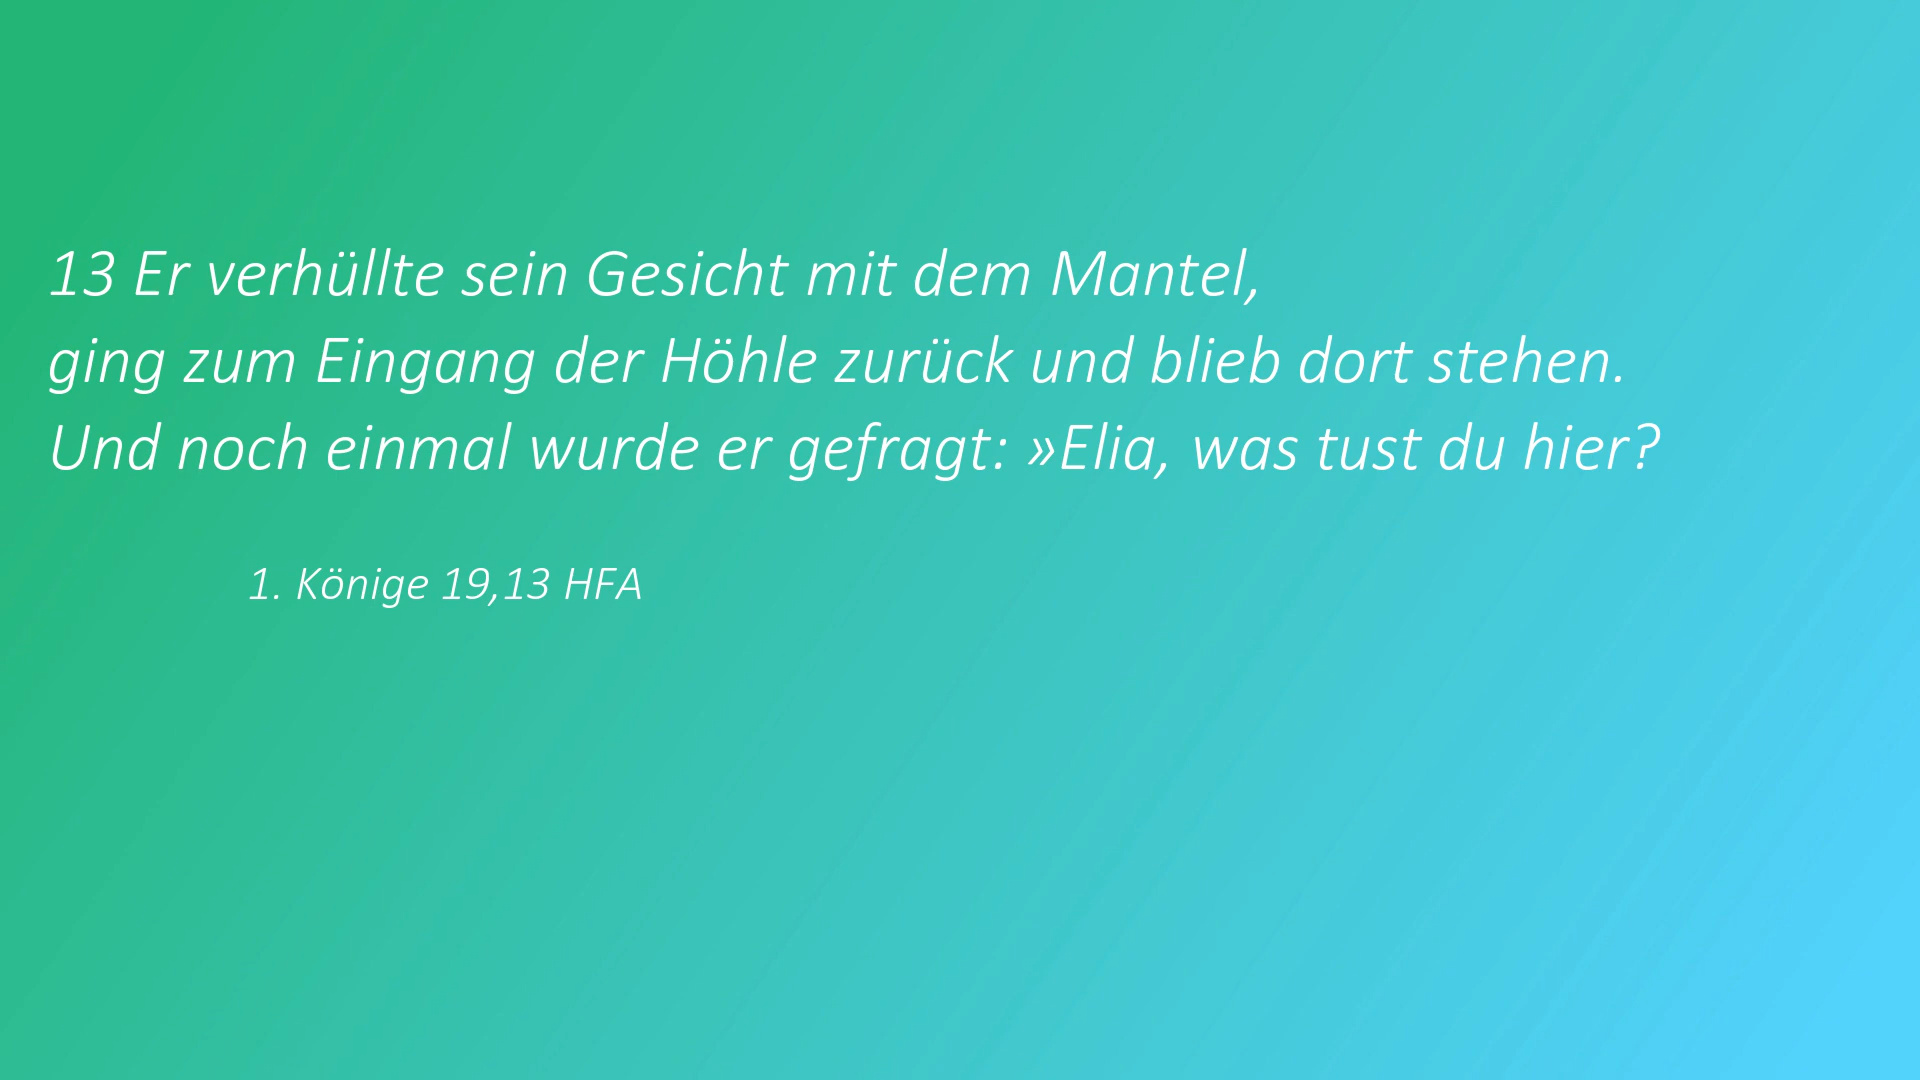 13 Er verhüllte sein Gesicht mit dem Mantel,
ging zum Eingang der Höhle zurück und blieb dort stehen.
Und noch einmal wurde er gefragt: »Elia, was tust du hier?
1. Könige 19,13 HFA